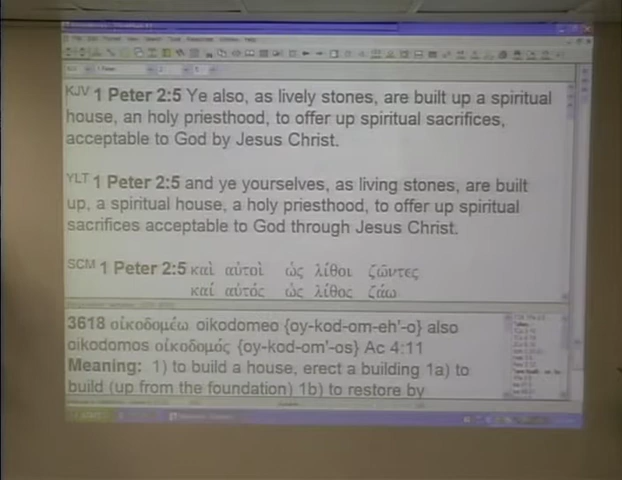 KJV 1 Peter 2:5 Ye also, as lively stones, are built up a spiritual
house, an holy priesthood, to offer up spiritual sacrifices,
acceptable to God by Jesus Christ.
YLT 1 Peter 2:5 and ye yourselves, as living stones, are built
up, a spiritual house, a holy priesthood, to offer up spiritual
sacrifices acceptable to God through Jesus Christ.
SCM 1 Peter 2:5 καὶ αὐτοὶ ὡς λίθοι ζῶντες
καί αὐτός ὡς λίθος ζάω
3618 οἰκοδομέω oikodomeo {oy-kod-om-eh'-o} also
oikodomos οἰκοδομός {oy-kod-om'-os} Ac 4:11
Meaning: 1) to build a house, erect a building 1a) to
build (up from the foundation) 1b) to restore by